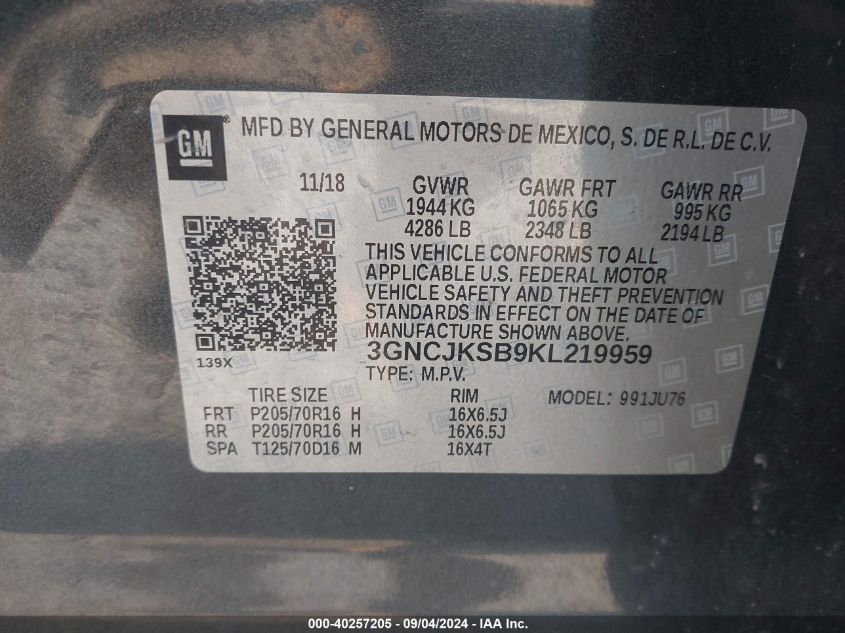 GM ® MFD BY GENERAL MOTORS DE MEXICO, S. DE R.L. DE C.V.
11/18 GVWR GAWR FRT GAWR RR
1944 KG 1065 KG 995 KG
4286 LB 2348 LB 2194 LB
THIS VEHICLE CONFORMS TO ALL
APPLICABLE U.S. FEDERAL MOTOR
VEHICLE SAFETY AND THEFT PREVENTION
STANDARDS IN EFFECT ON THE DATE OF
MANUFACTURE SHOWN ABOVE.
139X 3GNCJKSB9KL219959
TYPE: M.P.V.
TIRE SIZE RIM MODEL: 991JU76
FRT P205/70R16 H 16X6.5J
RR P205/70R16 H 16X6.5J
SPA T125/70D16 M 16X4T
000-40257205 - 09/04/2024 - IAA Inc.